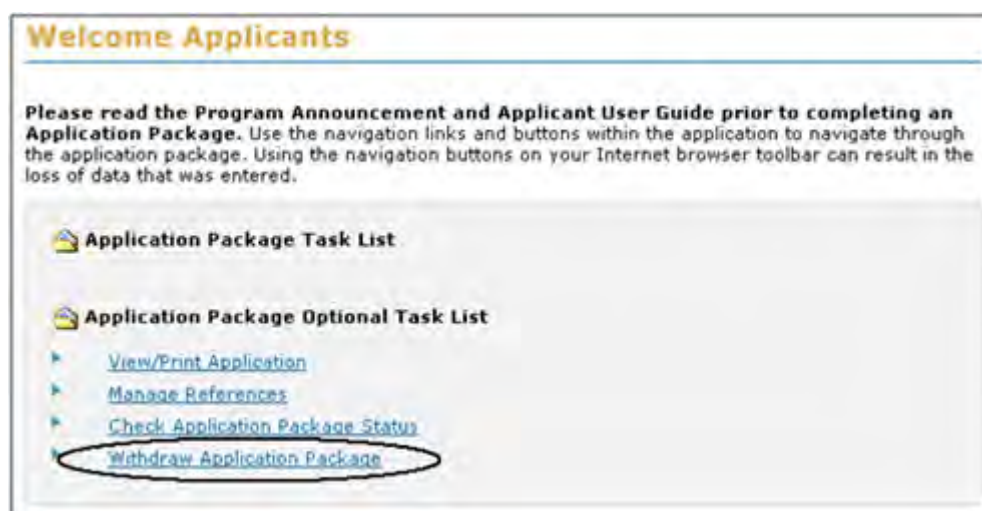 Welcome Applicants
Please read the Program Announcement and Applicant User Guide prior to completing an
Application Package. Use the navigation links and buttons within the application to navigate through
the application package. Using the navigation buttons on your Internet browser toolbar can result in the
loss of data that was entered.
Application Package Task List
Application Package Optional Task List
View/Print Application
Manage References
Check Application Package Status
Withdraw Application Package